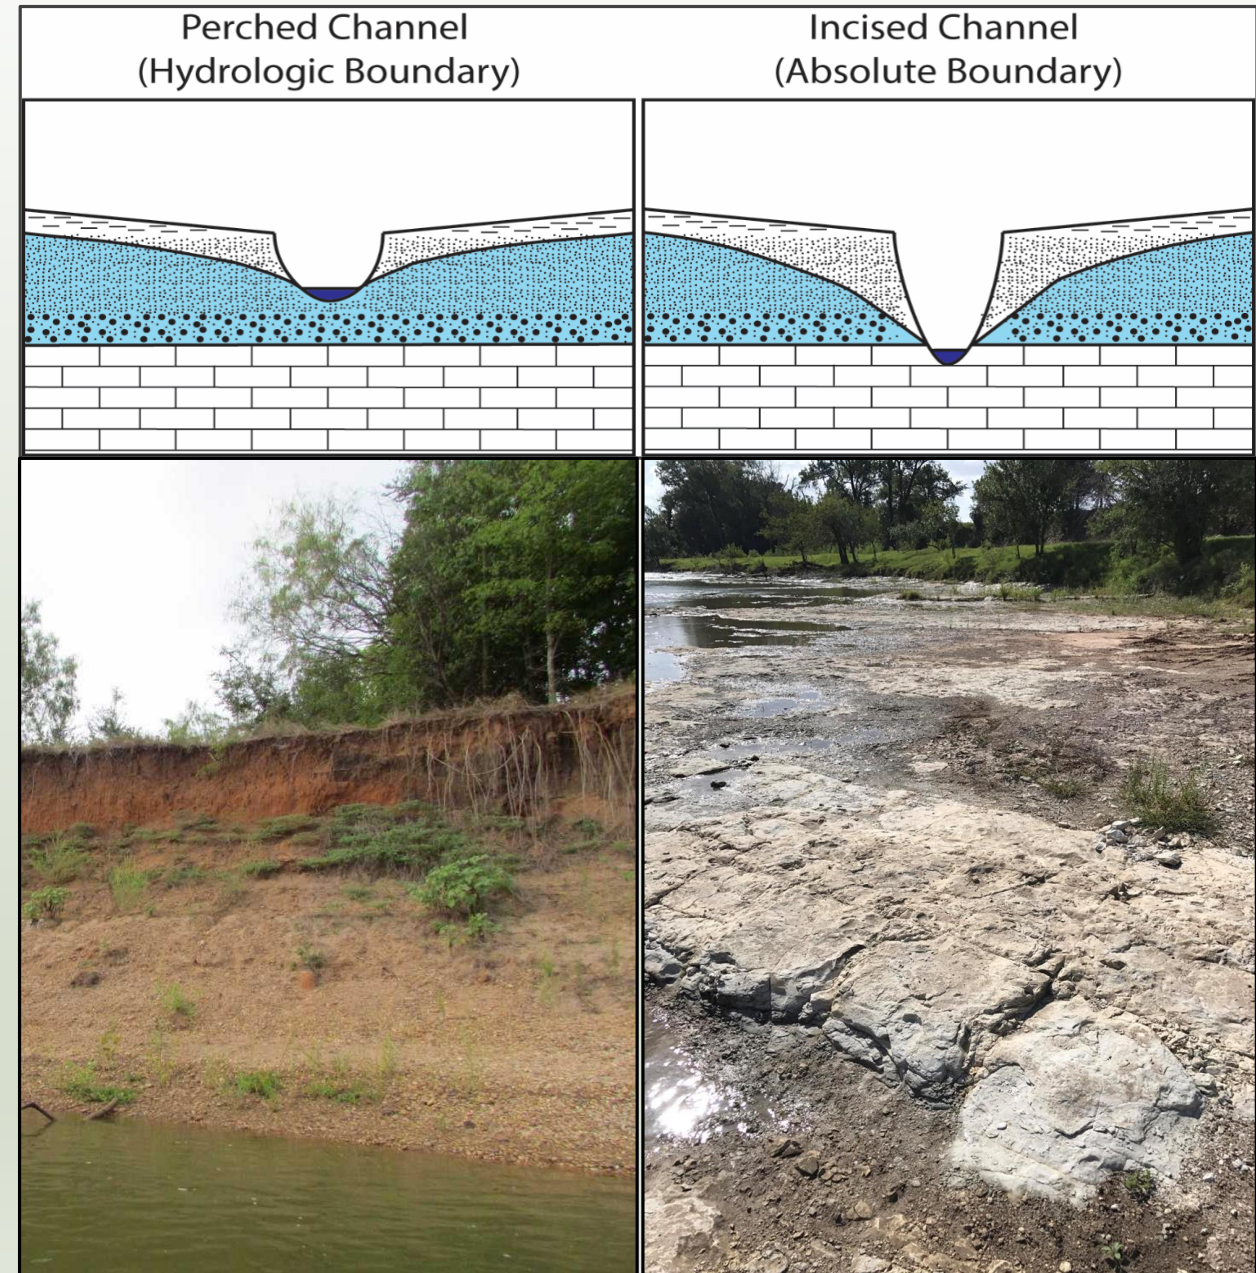 Perched Channel
(Hydrologic Boundary)
Incised Channel
(Absolute Boundary)